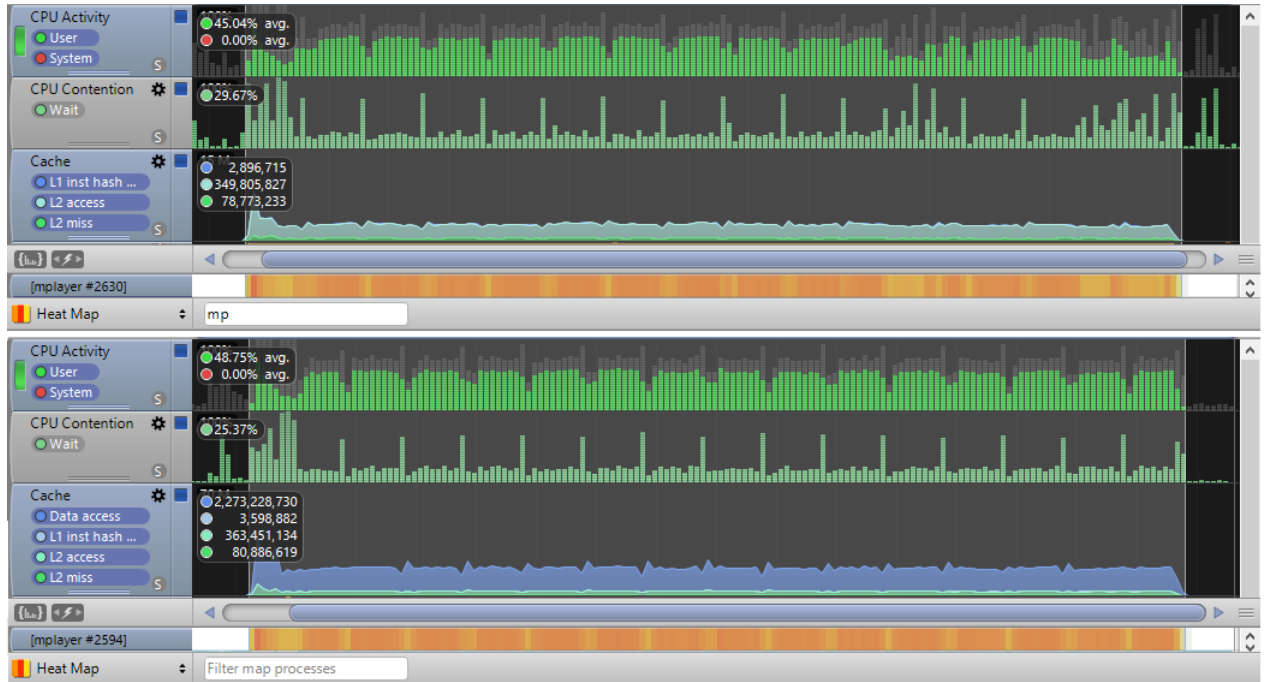 CPU Activity
User
System
S
45.04% avg.
0.00% avg.
CPU Contention
Wait
S
29.67%
Cache
L1 inst hash ...
L2 access
L2 miss
S
2,896,715
349,805,827
78,773,233
[mplayer #2630]
Heat Map
mp
CPU Activity
User
System
S
48.75% avg.
0.00% avg.
CPU Contention
Wait
S
25.37%
Cache
Data access
L1 inst hash ...
L2 access
L2 miss
S
2,273,228,730
3,598,882
363,451,134
80,886,619
[mplayer #2594]
Heat Map
Filter map processes